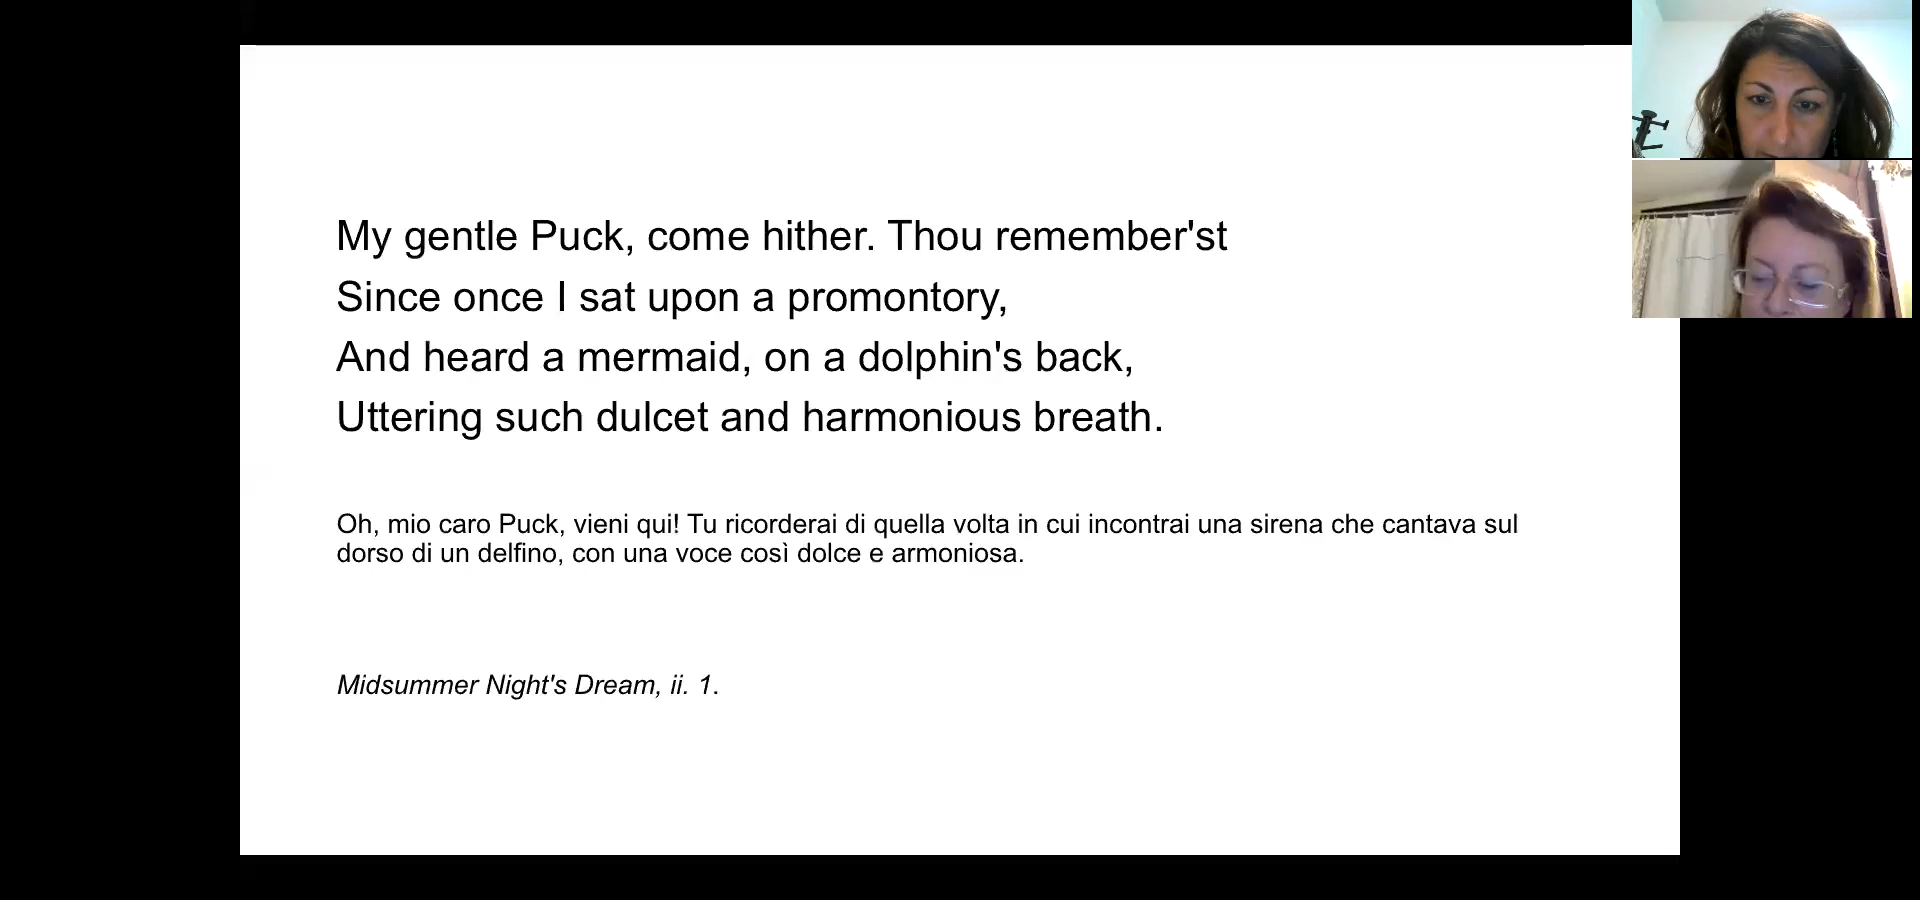 My gentle Puck, come hither. Thou remember'st
Since once I sat upon a promontory,
And heard a mermaid, on a dolphin's back,
Uttering such dulcet and harmonious breath.
Oh, mio caro Puck, vieni qui! Tu ricorderai di quella volta in cui incontrai una sirena che cantava sul
dorso di un delfino, con una voce così dolce e armoniosa.
Midsummer Night's Dream, ii. 1.